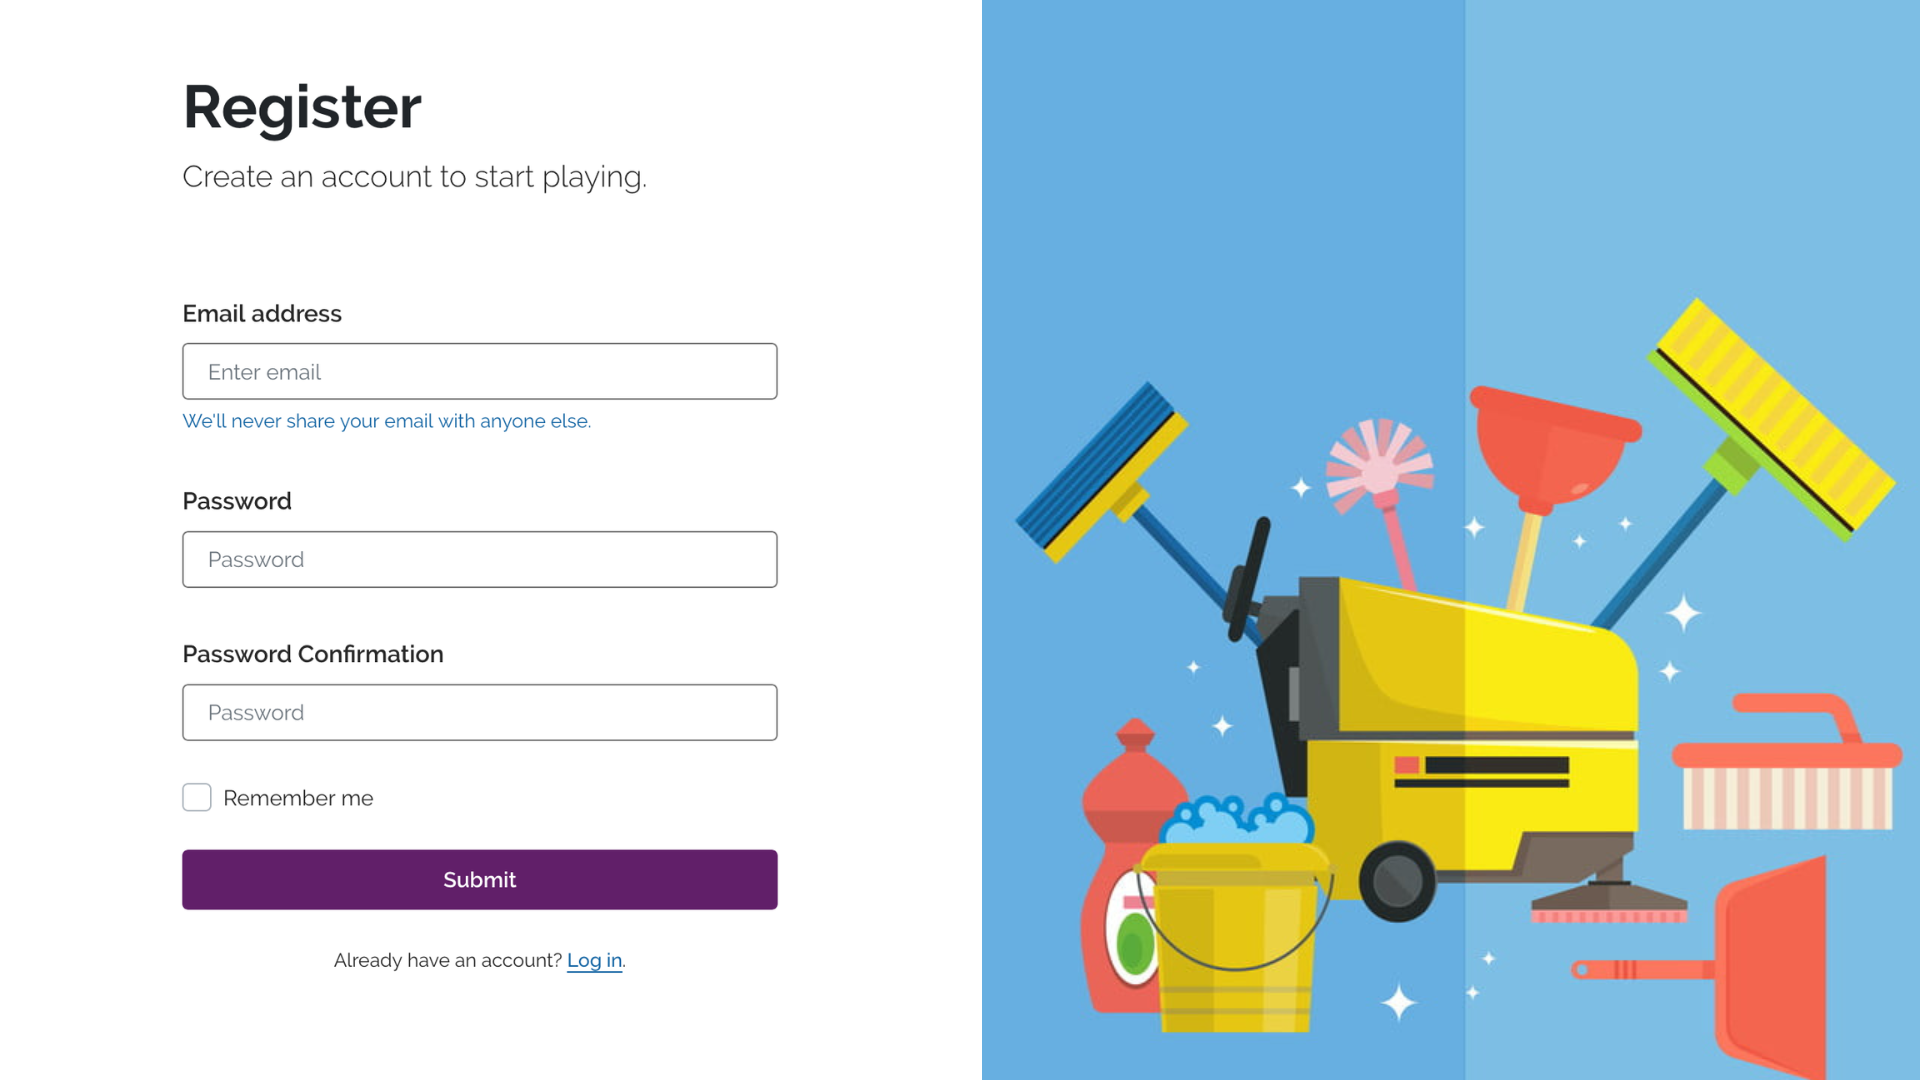 Register
Create an account to start playing.
Email address
Enter email
We'll never share your email with anyone else.
Password
Password
Password Confirmation
Password
Remember me
Submit
Already have an account? Log in.